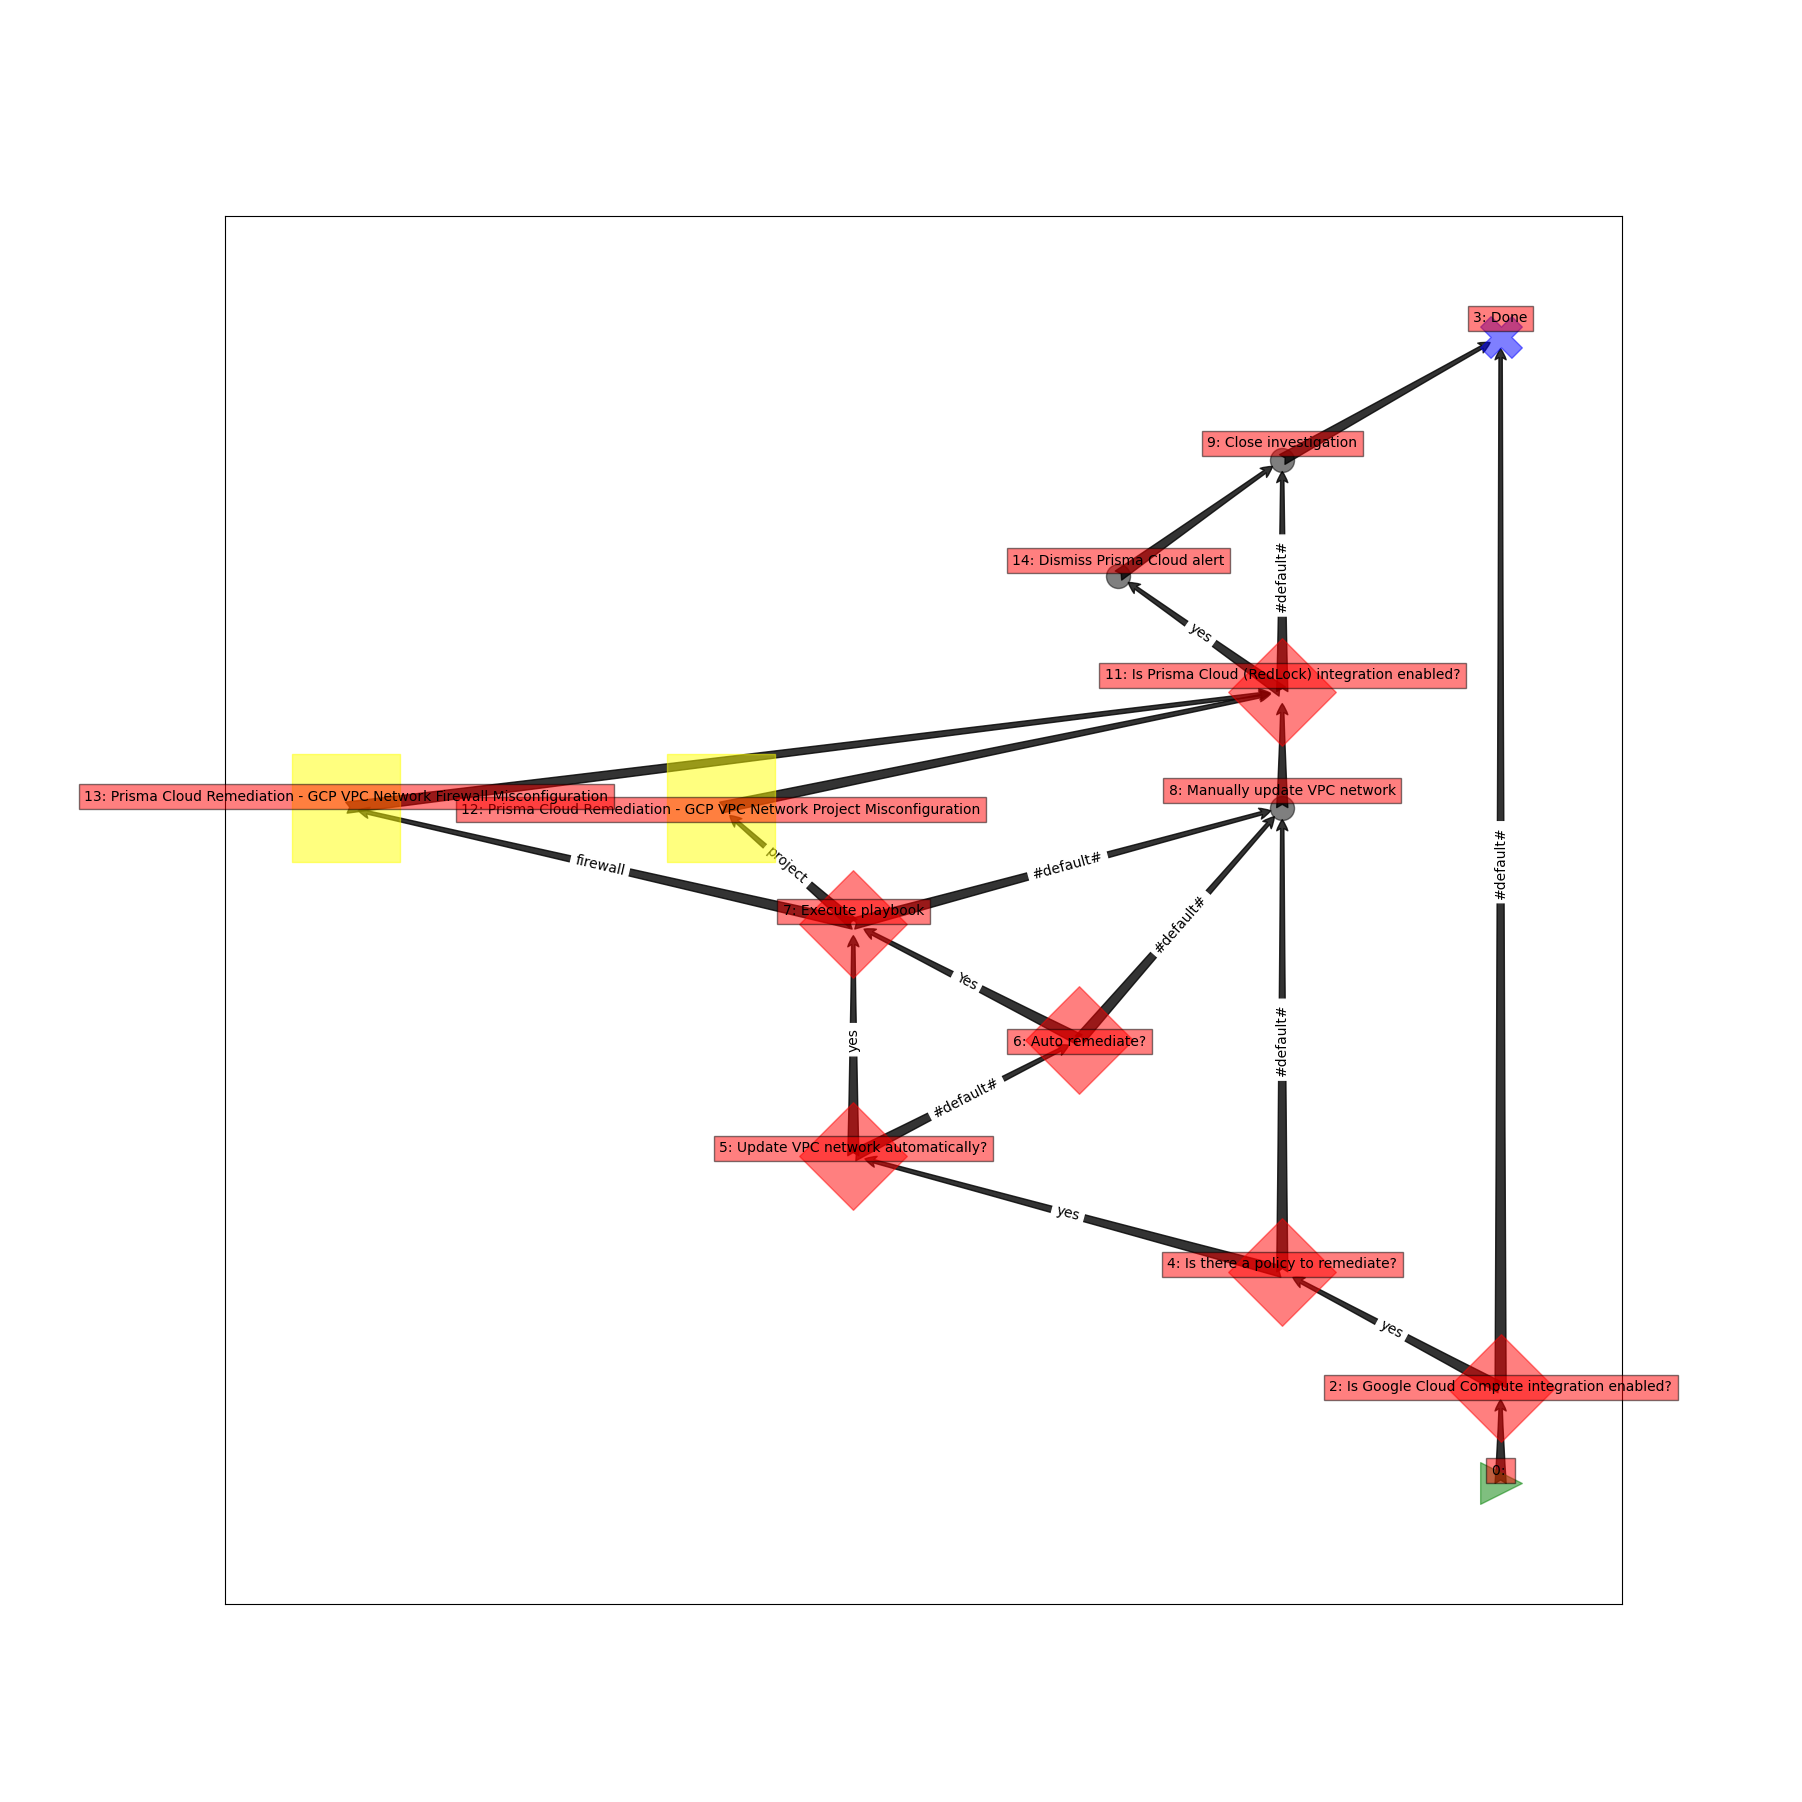 3: Done
9: Close investigation
14: Dismiss Prisma Cloud alert
#default#
yes
11: Is Prisma Cloud (RedLock) integration enabled?
8: Manually update VPC network
13: Prisma Cloud Remediation - GCP VPC Network Firewall Misconfiguration
12: Prisma Cloud Remediation - GCP VPC Network Project Misconfiguration
firewall
project
#default#
#default#
7: Execute playbook
#default#
Yes
yes
6: Auto remediate?
#default#
#default#
5: Update VPC network automatically?
yes
4: Is there a policy to remediate?
yes
2: Is Google Cloud Compute integration enabled?
0: